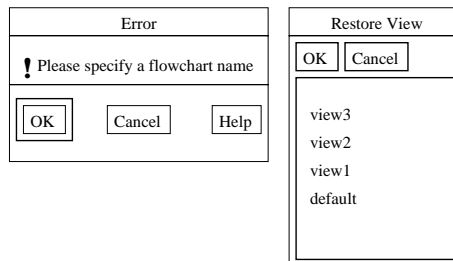 Error
! Please specify a flowchart name
OK Cancel Help
Restore View
OK Cancel
view3
view2
view1
default